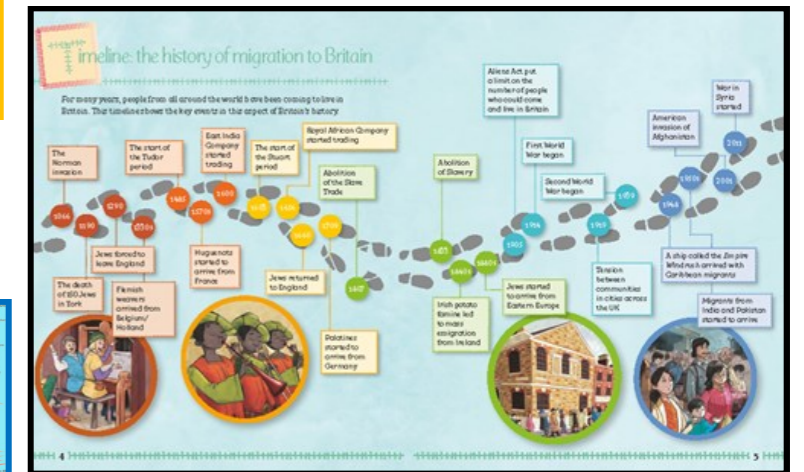 Timeline: the history of migration to Britain
For many years, people from all around the world have been coming to live in
Britain. This timeline shows the key events in this aspect of Britain's history.
The
Norman
invasion
1066
1190
The death
of 150 Jews
in York
1290
Jews forced to
leave England
1330s
Flemish
weavers
arrived from
Belgium/
Holland
The start of
the Tudor
period
1485
1570s
Huguenots
started to
arrive from
France
East India
Company
started
trading
1600
The start of
the Stuart
period
1603
Jews returned
to England
Royal African Company
started trading
Palatines
started to
arrive from
Germany
Abolition
of the Slave
Trade
1807
Abolition
of Slavery
1833
Irish potato
famine led
to mass
emigration
from Ireland
Jews started
to arrive from
Eastern Europe
Aliens Act put
a limit on the
number of people
who could come
and live in Britain
1905
First World
War began
1914
1919
Tension
between
communities
in cities across
the UK
Second World
War began
1939
1948
A ship called the Empire
Windrush arrived with
Caribbean migrants
1950s
Migrants from
India and Pakistan
started to arrive
American
invasion of
Afghanistan
2001
War in
Syria
started
2011
4
5